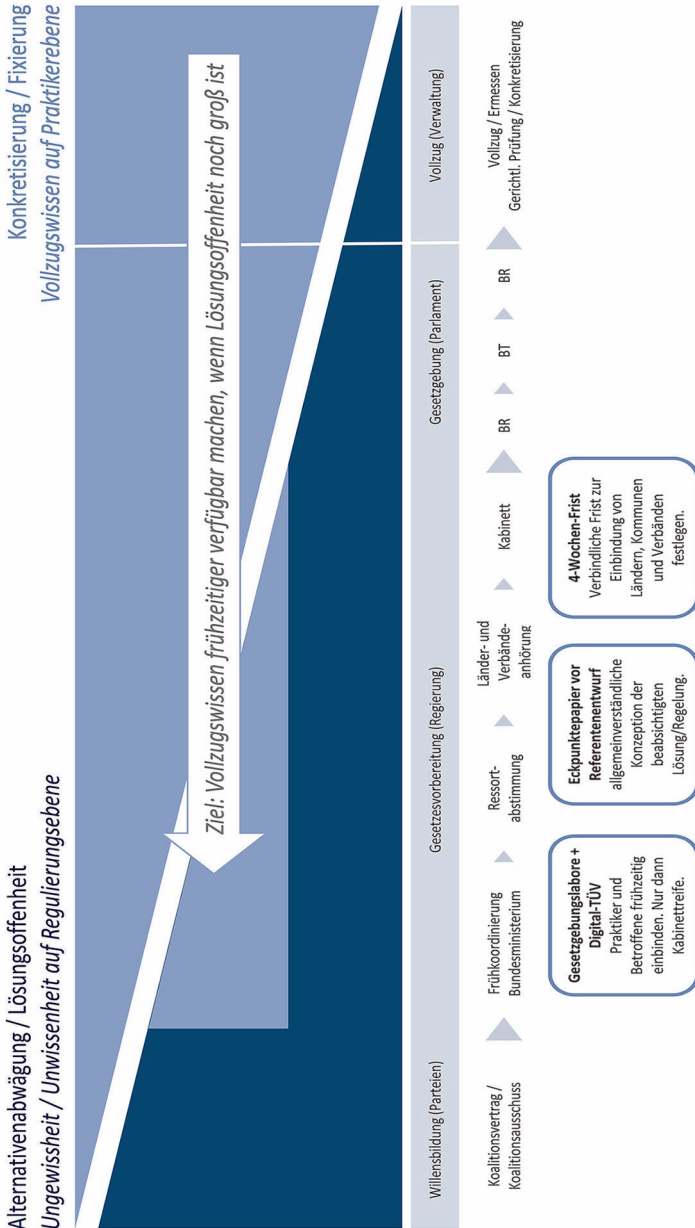 Alternativenabwägung / Lösungsoffenheit
Ungewissheit / Unwissenheit auf Regulierungsebene
Konkretisierung / Fixierung
Vollzugswissen auf Praktikerebene
Ziel: Vollzugswissen frühzeitiger verfügbar machen, wenn Lösungsoffenheit noch groß ist
Willensbildung (Parteien)
Gesetzesvorbereitung (Regierung)
Gesetzgebung (Parlament)
Vollzug (Verwaltung)
Koalitionsvertrag /
Koalitionsausschuss
Frühkoordinierung
Bundesministerium
Ressort-
abstimmung
Länder- und
Verbände-
anhörung
Kabinett
BR
BT
BR
Vollzug / Ermessen
Gerichtl. Prüfung / Konkretisierung
Gesetzgebungslabore +
Digital-TÜV
Praktiker und
Betroffene frühzeitig
einbinden. Nur dann
Kabinettreife.
Eckpunktepapier vor
Referentenentwurf
allgemeinverständliche
Konzeption der
beabsichtigten
Lösung/Regelung.
4-Wochen-Frist
Verbindliche Frist zur
Einbindung von
Ländern, Kommunen
und Verbänden
festlegen.